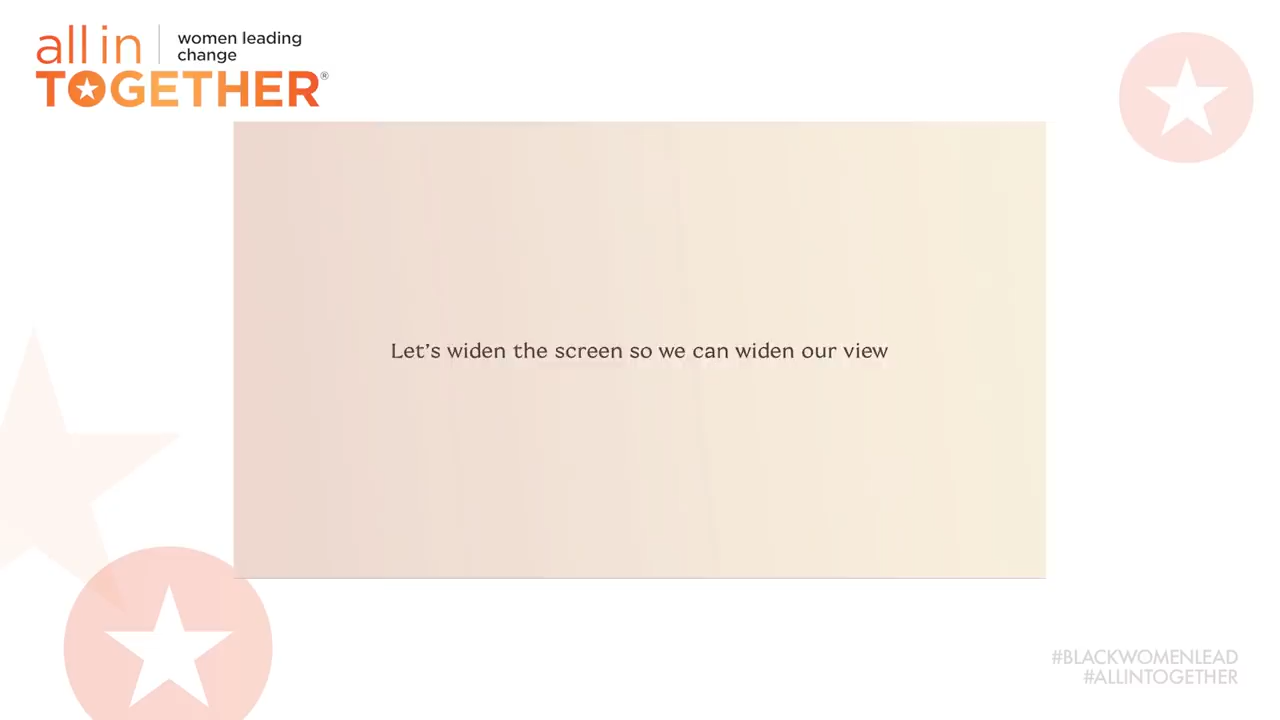 all in
women leading
change
TOGETHER®
Let's widen the screen so we can widen our view
#BLACKWOMENLEAD
#ALLINTOGETHER